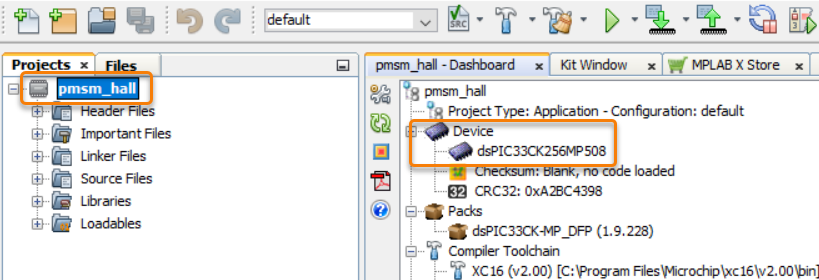 default
SRC
Projects x Files
pmsm_hall
Header Files
Important Files
Linker Files
Source Files
Libraries
Loadables
pmsm_hall - Dashboard x Kit Window x MPLAB X Store x
pmsm_hall
Project Type: Application - Configuration: default
Device
dsPIC33CK256MP508
Checksum: Blank, no code loaded
32 CRC32: 0xA2BC4398
Packs
dsPIC33CK-MP_DFP (1.9.228)
Compiler Toolchain
XC16 (v2.00) [C:\Program Files\Microchip\xc16\v2.00\bin]